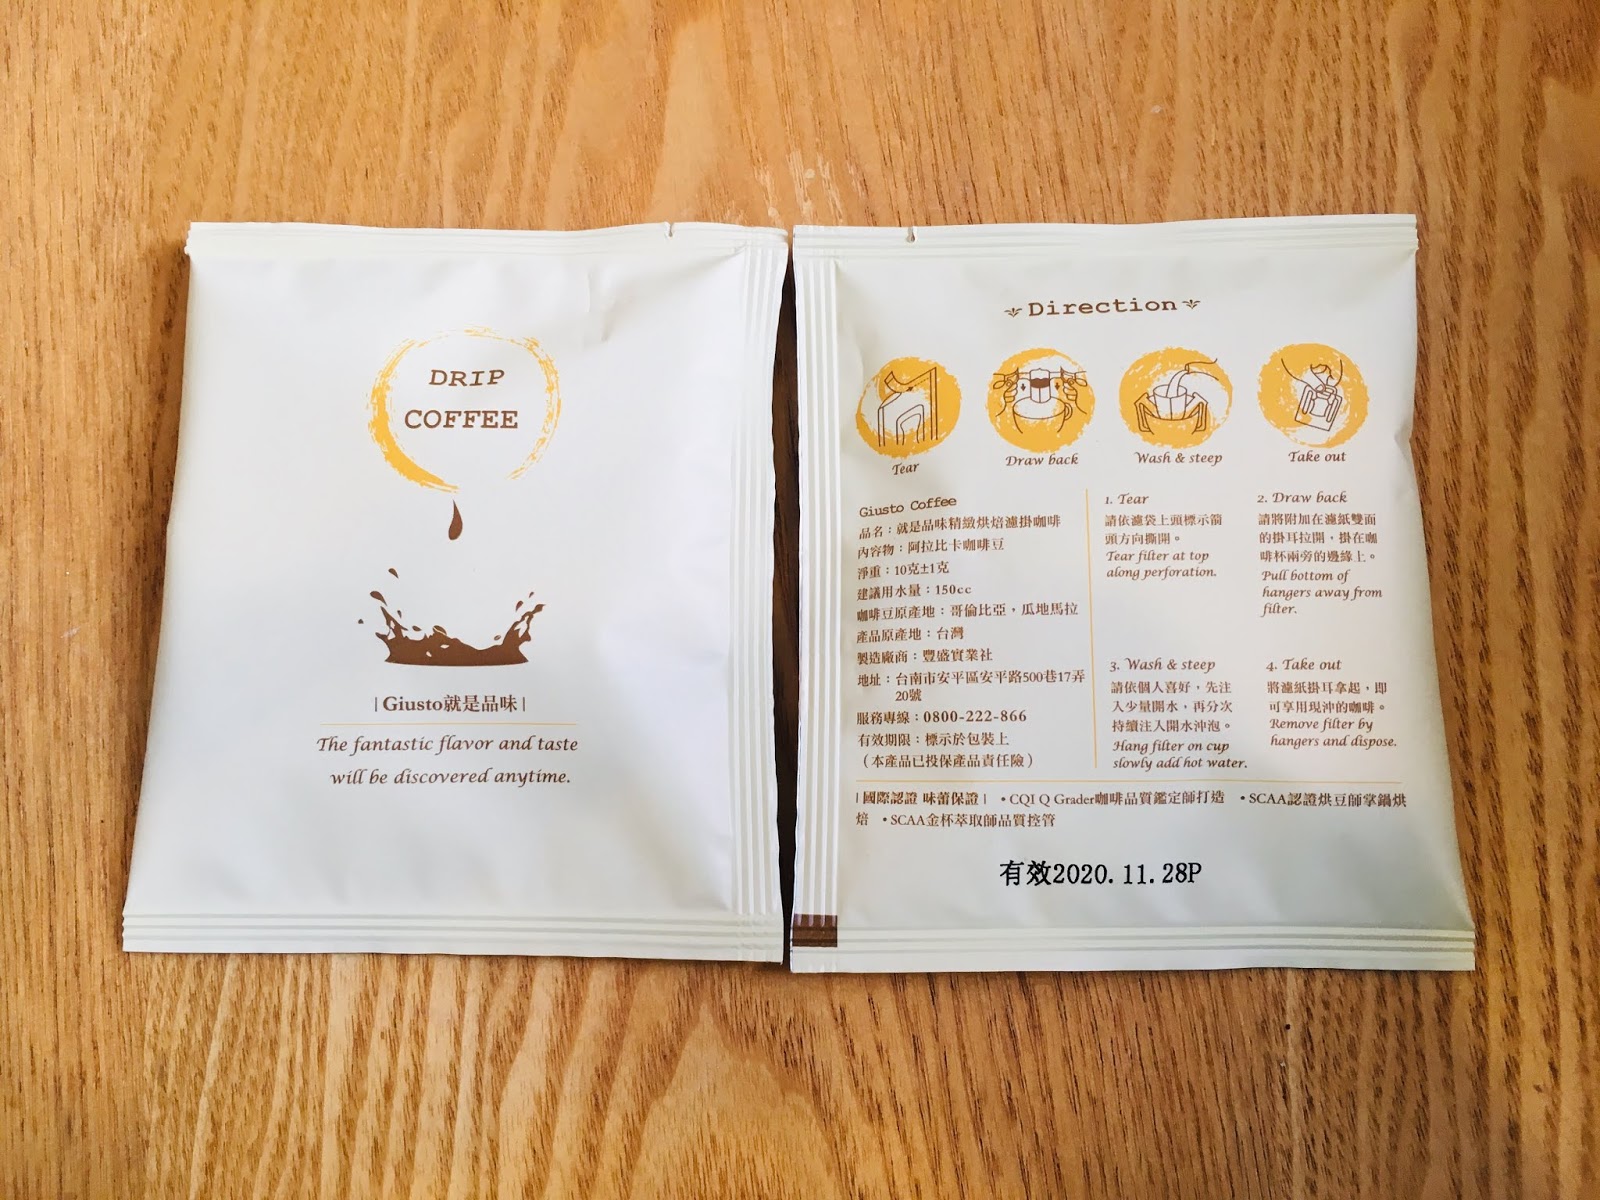 DRIP
COFFEE
|Giusto就是品味|
The fantastic flavor and taste
will be discovered anytime.
Direction
Tear
Draw back
Wash & steep
Take out
Giusto Coffee
品名：就是品味精緻烘焙濾掛咖啡
內容物：阿拉比卡咖啡豆
淨重：10克±1克
建議用水量：150cc
咖啡豆原產地：哥倫比亞，瓜地馬拉
產品原產地：台灣
製造廠商：豐盛實業社
地址：台南市安平區安平路500巷17弄
20號
服務專線：0800-222-866
有效期限：標示於包裝上
（本產品已投保產品責任險）
1. Tear
請依濾袋上頭標示箭
頭方向撕開。
Tear filter at top
along perforation.
2. Draw back
請將附加在濾紙雙面
的掛耳拉開，掛在咖
啡杯兩旁的邊緣上。
Pull bottom of
hangers away from
filter.
3. Wash & steep
請依個人喜好，先注
入少量開水，再分次
持續注入開水沖泡。
Hang filter on cup
slowly add hot water.
4. Take out
將濾紙掛耳拿起，即
可享用現沖的咖啡。
Remove filter by
hangers and dispose.
|國際認證 味蕾保證| •CQI Q Grader咖啡品質鑑定師打造 •SCAA認證烘豆師掌鍋烘
焙 •SCAA金杯萃取師品質控管
有效2020.11.28P